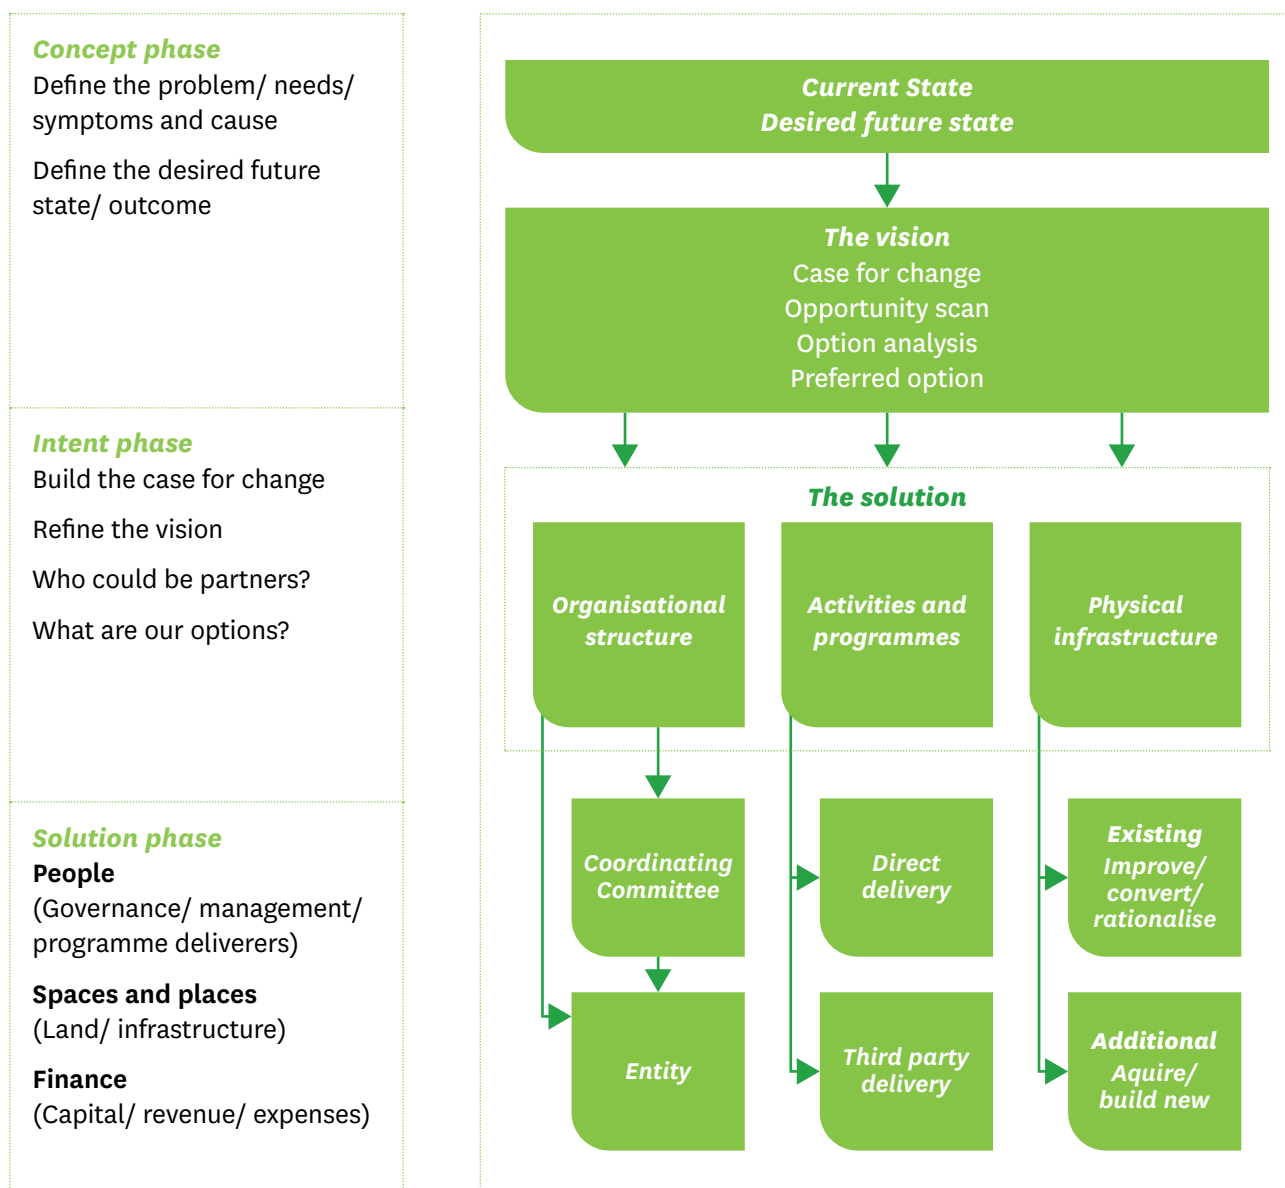 Concept phase
Define the problem/ needs/
symptoms and cause
Define the desired future
state/ outcome
Intent phase
Build the case for change
Refine the vision
Who could be partners?
What are our options?
Solution phase
People
(Governance/ management/
programme deliverers)
Spaces and places
(Land/ infrastructure)
Finance
(Capital/ revenue/ expenses)
Current State
Desired future state
The vision
Case for change
Opportunity scan
Option analysis
Preferred option
The solution
Organisational
structure
Activities and
programmes
Physical
infrastructure
Coordinating
Committee
Direct
delivery
Existing
Improve/
convert/
rationalise
Entity
Third party
delivery
Additional
Aquire/
build new